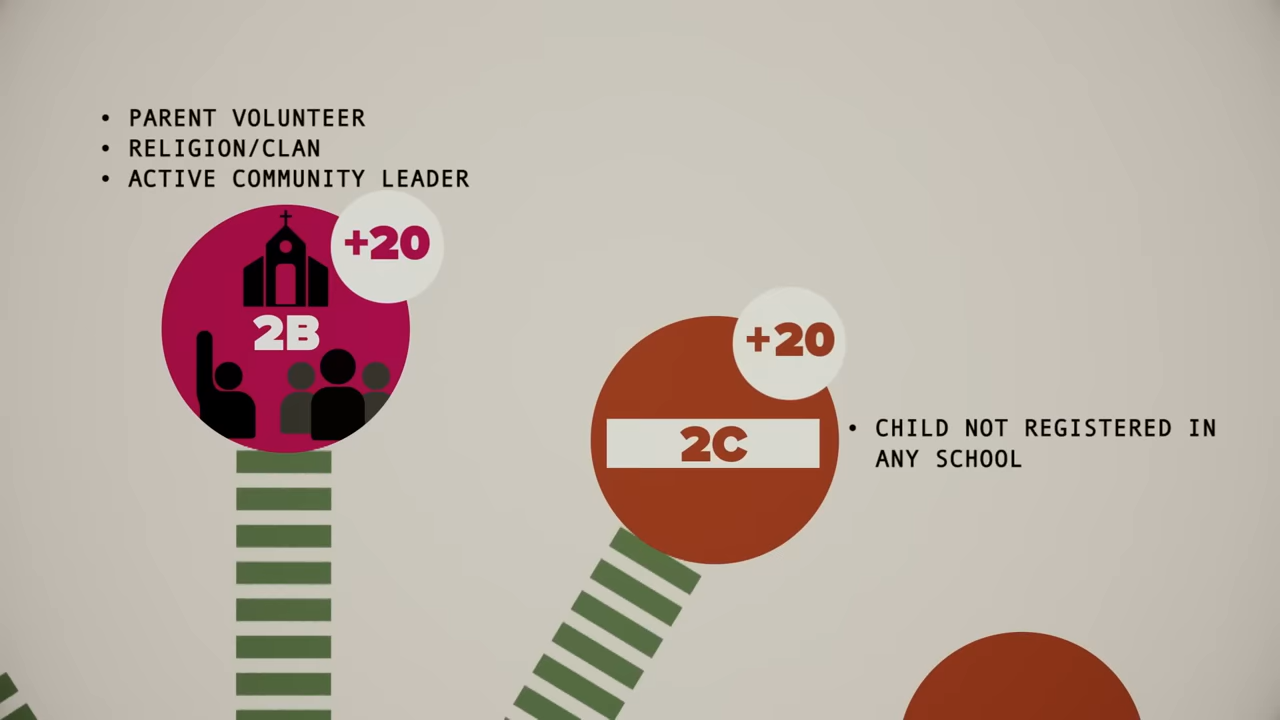 • PARENT VOLUNTEER
• RELIGION/CLAN
• ACTIVE COMMUNITY LEADER
+20
2B
+20
2C
• CHILD NOT REGISTERED IN
ANY SCHOOL